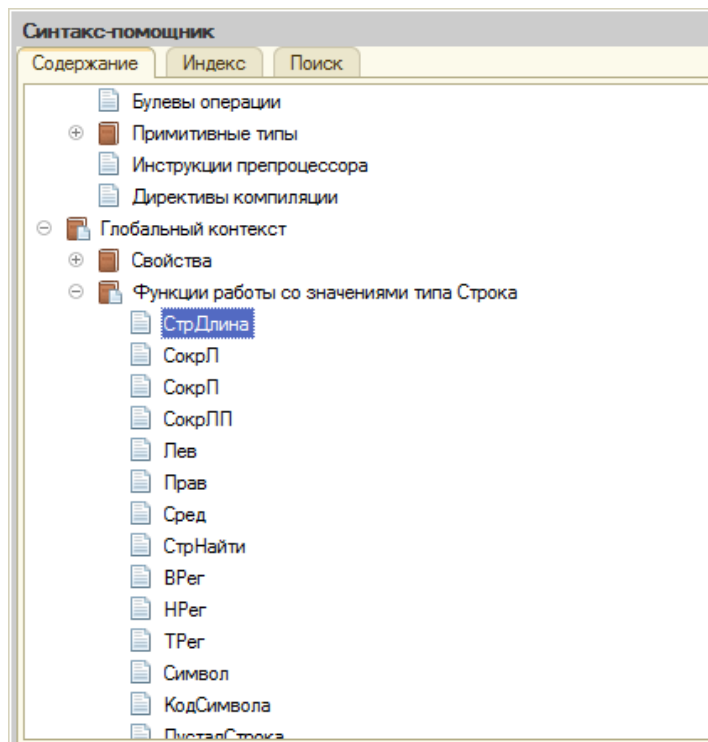 Синтакс-помощник
Содержание Индекс Поиск
Булевы операции
Примитивные типы
Инструкции препроцессора
Директивы компиляции
Глобальный контекст
Свойства
Функции работы со значениями типа Строка
СтрДлина
СокрЛ
СокрП
СокрЛП
Лев
Прав
Сред
СтрНайти
ВРег
НРег
ТРег
Символ
КодСимвола
ПустаяСтрока